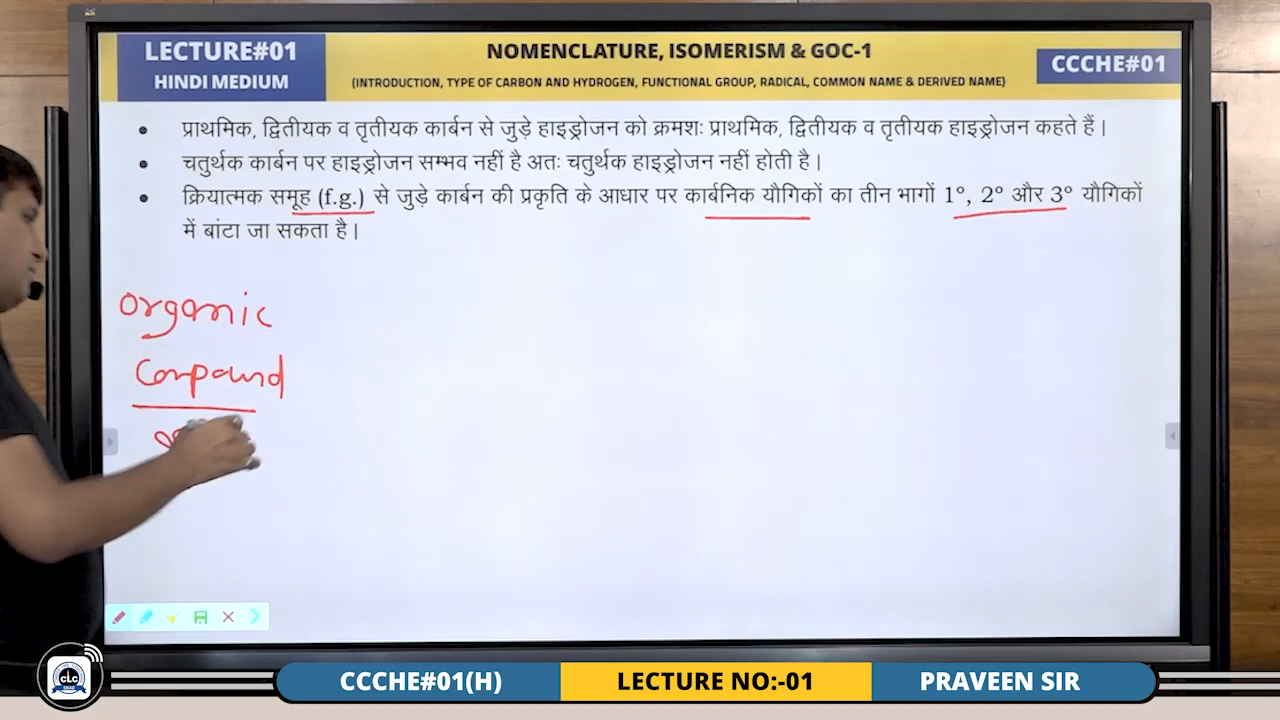 LECTURE#01
HINDI MEDIUM
NOMENCLATURE, ISOMERISM & GOC-1
(INTRODUCTION, TYPE OF CARBON AND HYDROGEN, FUNCTIONAL GROUP, RADICAL, COMMON NAME & DERIVED NAME)
CCCHE#01
• प्राथमिक, द्वितीयक व तृतीयक कार्बन से जुड़े हाइड्रोजन को क्रमशः प्राथमिक, द्वितीयक व तृतीयक हाइड्रोजन कहते हैं।
• चतुर्थक कार्बन पर हाइड्रोजन सम्भव नहीं है अतः चतुर्थक हाइड्रोजन नहीं होती है।
• क्रियात्मक समूह (f.g.) से जुड़े कार्बन की प्रकृति के आधार पर कार्बनिक यौगिकों का तीन भागों 1°, 2° और 3° यौगिकों
में बांटा जा सकता है।
organic
Compound
CLC
CCCHE#01(H)
LECTURE NO:-01
PRAVEEN SIR